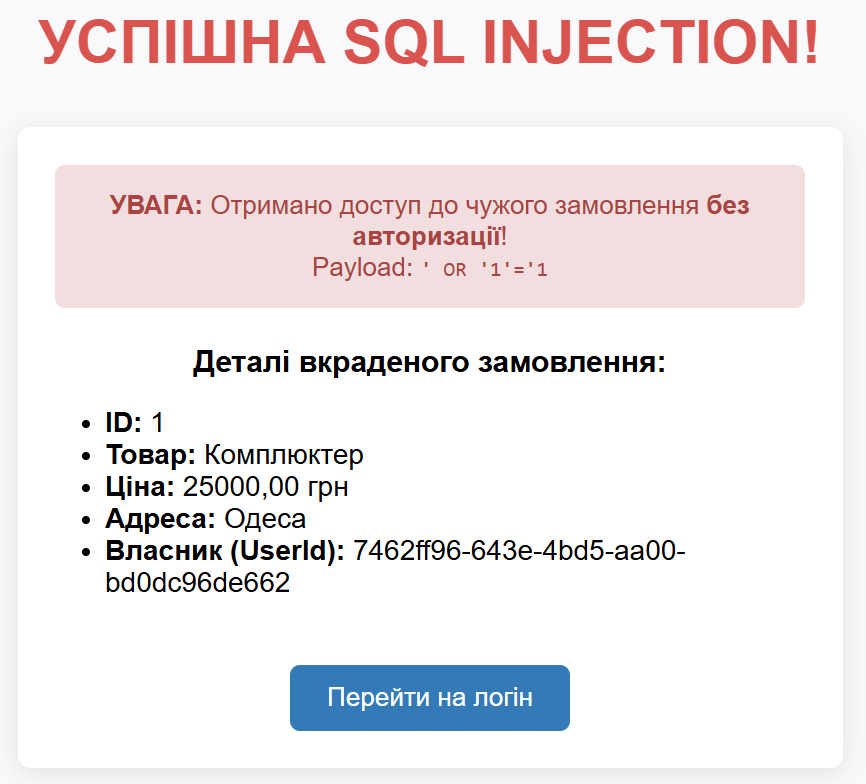 УСПІШНА SQL INJECTION!
УВАГА: Отримано доступ до чужого замовлення без
авторизації!
Payload: ' OR '1'='1
Деталі вкраденого замовлення:
• ID: 1
• Товар: Комплюктер
• Ціна: 25000,00 грн
• Адреса: Одеса
• Власник (UserId): 7462ff96-643e-4bd5-aa00-
bd0dc96de662
Перейти на логін